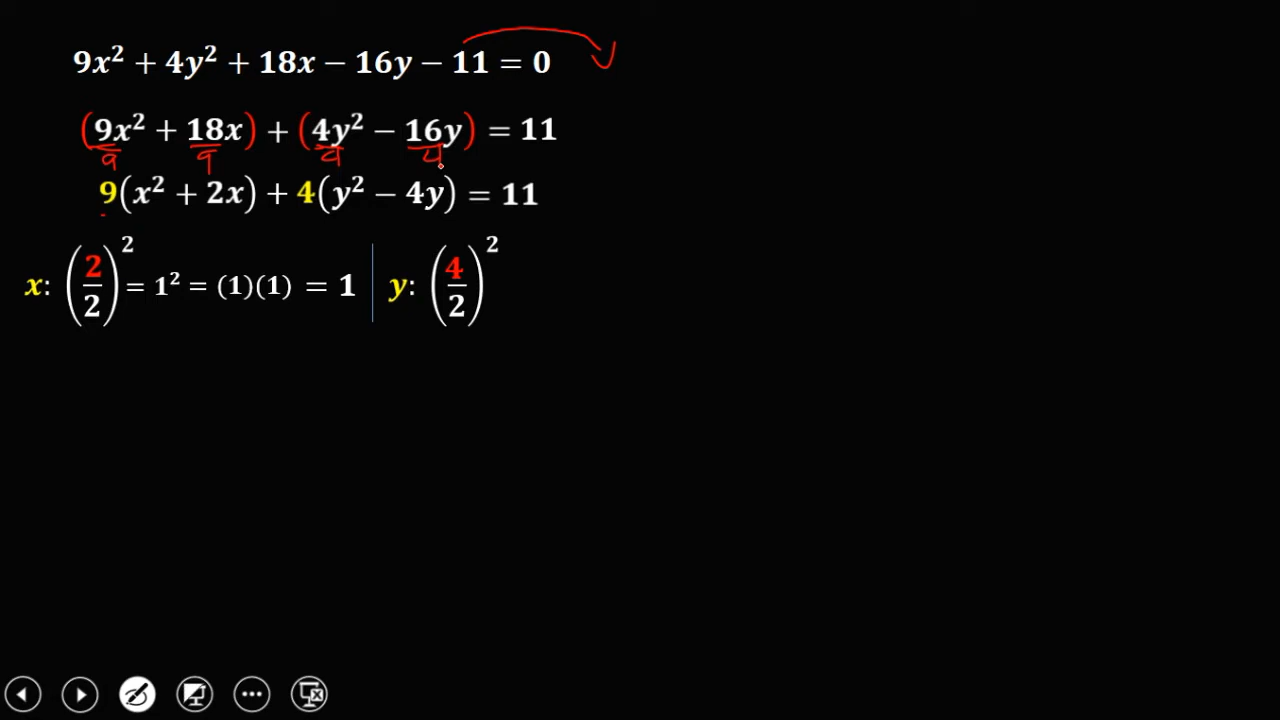 9x² + 4y² + 18x − 16y − 11 = 0
(9x² + 18x) + (4y² − 16y) = 11
9 9 4 4
9(x² + 2x) + 4(y² − 4y) = 11
x: (2/2)² = 1² = (1)(1) = 1 | y: (4/2)²